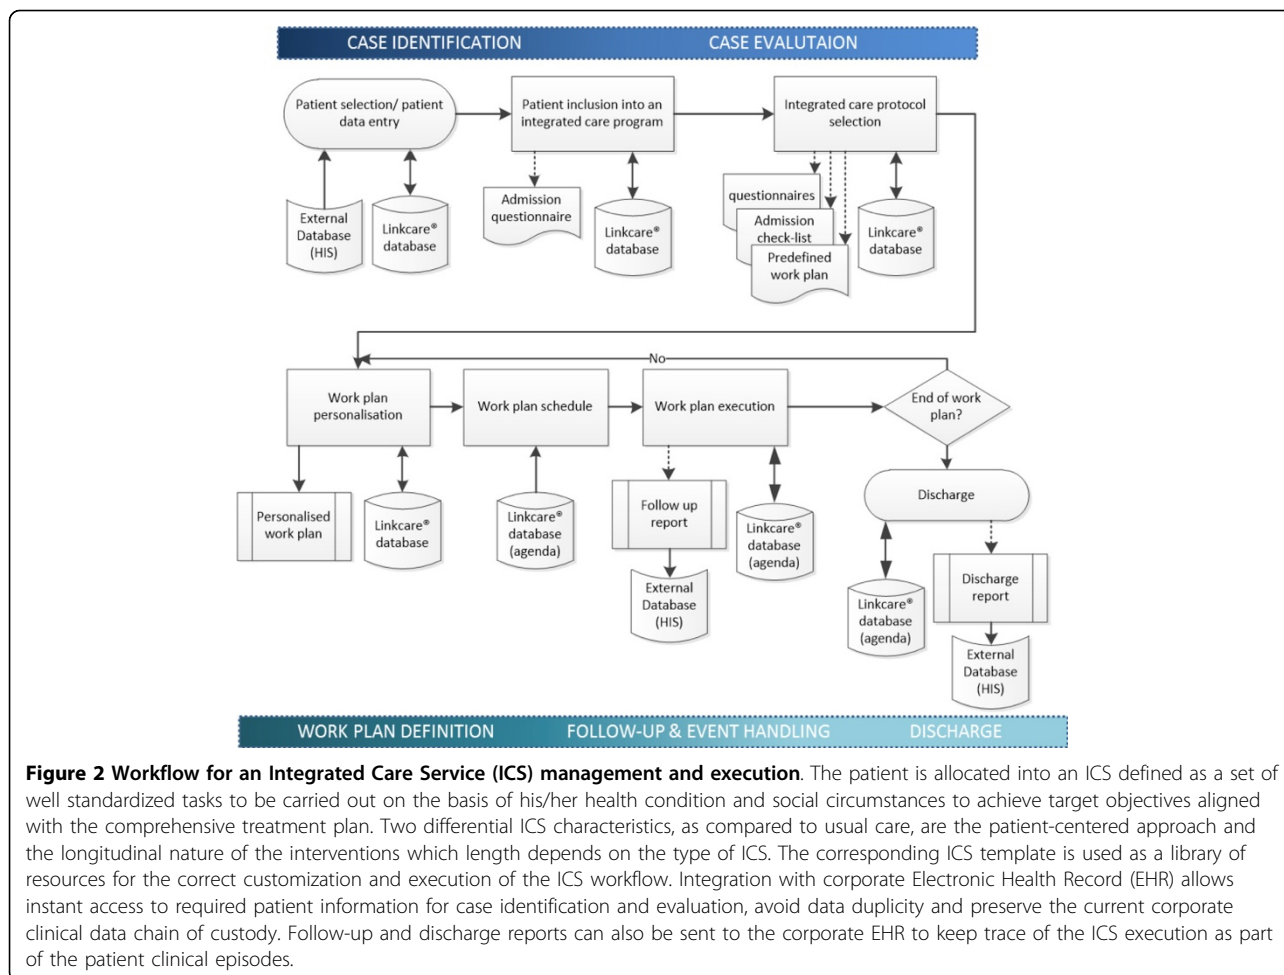 CASE IDENTIFICATION
CASE EVALUTAION
Patient selection/ patient
data entry
Patient inclusion into an
integrated care program
Integrated care protocol
selection
External
Database
(HIS)
Linkcare®
database
Admission
questionnaire
Linkcare®
database
questionnaires
Admission
check-list
Predefined
work plan
Linkcare®
database
No
Work plan
personalisation
Work plan schedule
Work plan execution
End of work
plan?
Personalised
work plan
Linkcare®
database
Linkcare®
database
(agenda)
Follow up
report
External
Database
(HIS)
Linkcare®
database
(agenda)
Discharge
Linkcare®
database
(agenda)
Discharge
report
External
Database
(HIS)
WORK PLAN DEFINITION
FOLLOW-UP & EVENT HANDLING
DISCHARGE
Figure 2 Workflow for an Integrated Care Service (ICS) management and execution. The patient is allocated into an ICS defined as a set of
well standardized tasks to be carried out on the basis of his/her health condition and social circumstances to achieve target objectives aligned
with the comprehensive treatment plan. Two differential ICS characteristics, as compared to usual care, are the patient-centered approach and
the longitudinal nature of the interventions which length depends on the type of ICS. The corresponding ICS template is used as a library of
resources for the correct customization and execution of the ICS workflow. Integration with corporate Electronic Health Record (EHR) allows
instant access to required patient information for case identification and evaluation, avoid data duplicity and preserve the current corporate
clinical data chain of custody. Follow-up and discharge reports can also be sent to the corporate EHR to keep trace of the ICS execution as part
of the patient clinical episodes.